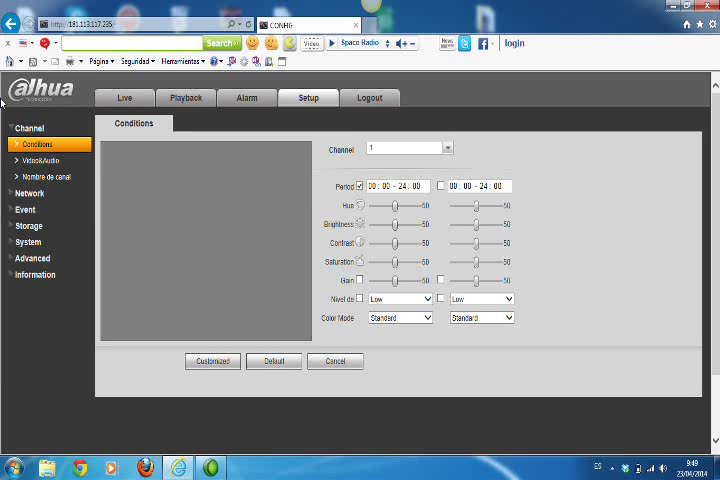 http://181.113.117.235/
CONFIG
Search
Video
Space Radio
News
login
Página
Seguridad
Herramientas
alhua
TECHNOLOGY
Live
Playback
Alarm
Setup
Logout
Channel
Conditions
Video&Audio
Nombre de canal
Network
Event
Storage
System
Advanced
Information
Conditions
Channel 1
Period 00 : 00 - 24 : 00 00 : 00 - 24 : 00
Hue 50 50
Brightness 50 50
Contrast 50 50
Saturation 50 50
Gain 50 50
Nivel de Low Low
Color Mode Standard Standard
Customized Default Cancel
ES
9:49
23/04/2014